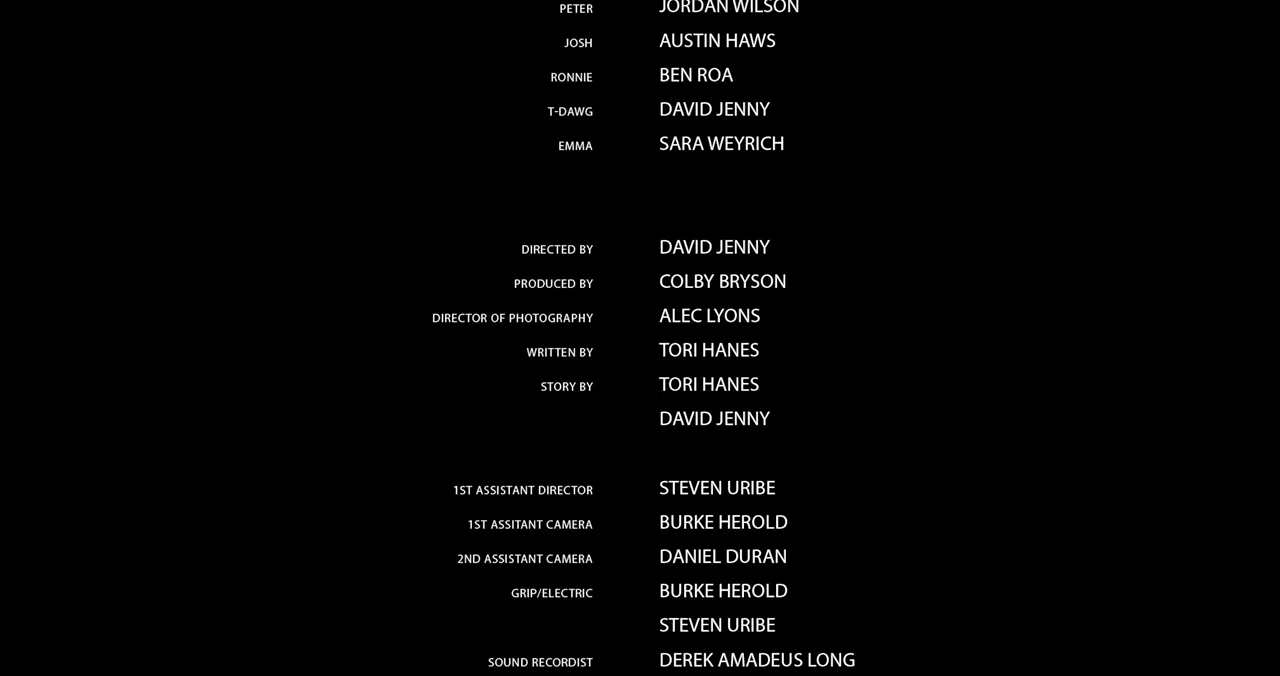 PETER JORDAN WILSON
JOSH AUSTIN HAWS
RONNIE BEN ROA
T-DAWG DAVID JENNY
EMMA SARA WEYRICH
DIRECTED BY DAVID JENNY
PRODUCED BY COLBY BRYSON
DIRECTOR OF PHOTOGRAPHY ALEC LYONS
WRITTEN BY TORI HANES
STORY BY TORI HANES
DAVID JENNY
1ST ASSISTANT DIRECTOR STEVEN URIBE
1ST ASSITANT CAMERA BURKE HEROLD
2ND ASSISTANT CAMERA DANIEL DURAN
GRIP/ELECTRIC BURKE HEROLD
STEVEN URIBE
SOUND RECORDIST DEREK AMADEUS LONG